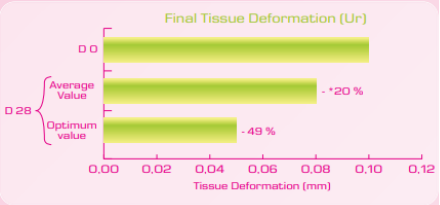 Final Tissue Deformation (Ur)
D 0
Average
Value
- *20 %
D 28
Optimum
value
- 49 %
0,00 0,02 0,04 0,06 0,08 0,10 0,12
Tissue Deformation (mm)